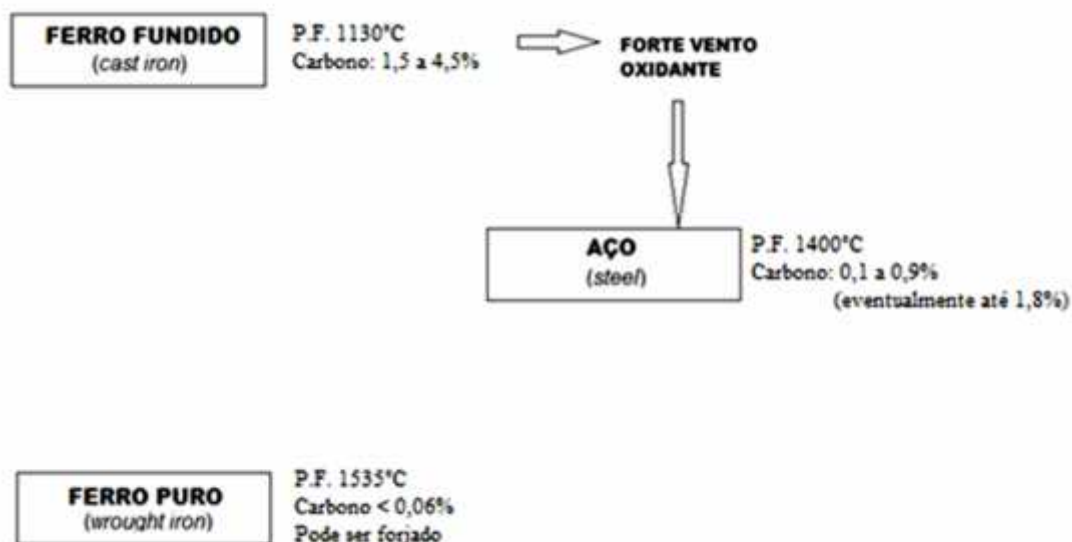 FERRO FUNDIDO
(cast iron)
P.F. 1130°C
Carbono: 1,5 a 4,5%
FORTE VENTO
OXIDANTE
AÇO
(steel)
P.F. 1400°C
Carbono: 0,1 a 0,9%
(eventualmente até 1,8%)
FERRO PURO
(wrought iron)
P.F. 1535°C
Carbono < 0,06%
Pode ser forjado